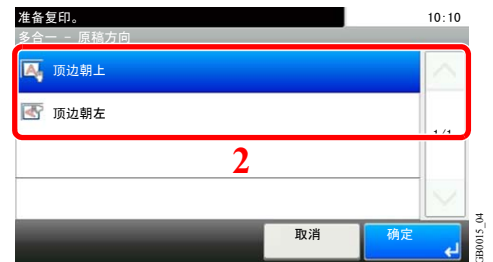 准备复印。 10:10
多合一 - 原稿方向
顶边朝上
顶边朝左
1/1
2
取消 确定
GB0015_04